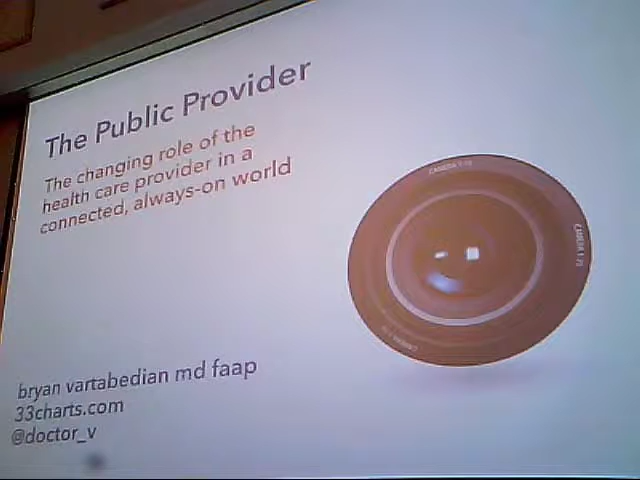 The Public Provider
The changing role of the
health care provider in a
connected, always-on world
bryan vartabedian md faap
33charts.com
@doctor_v